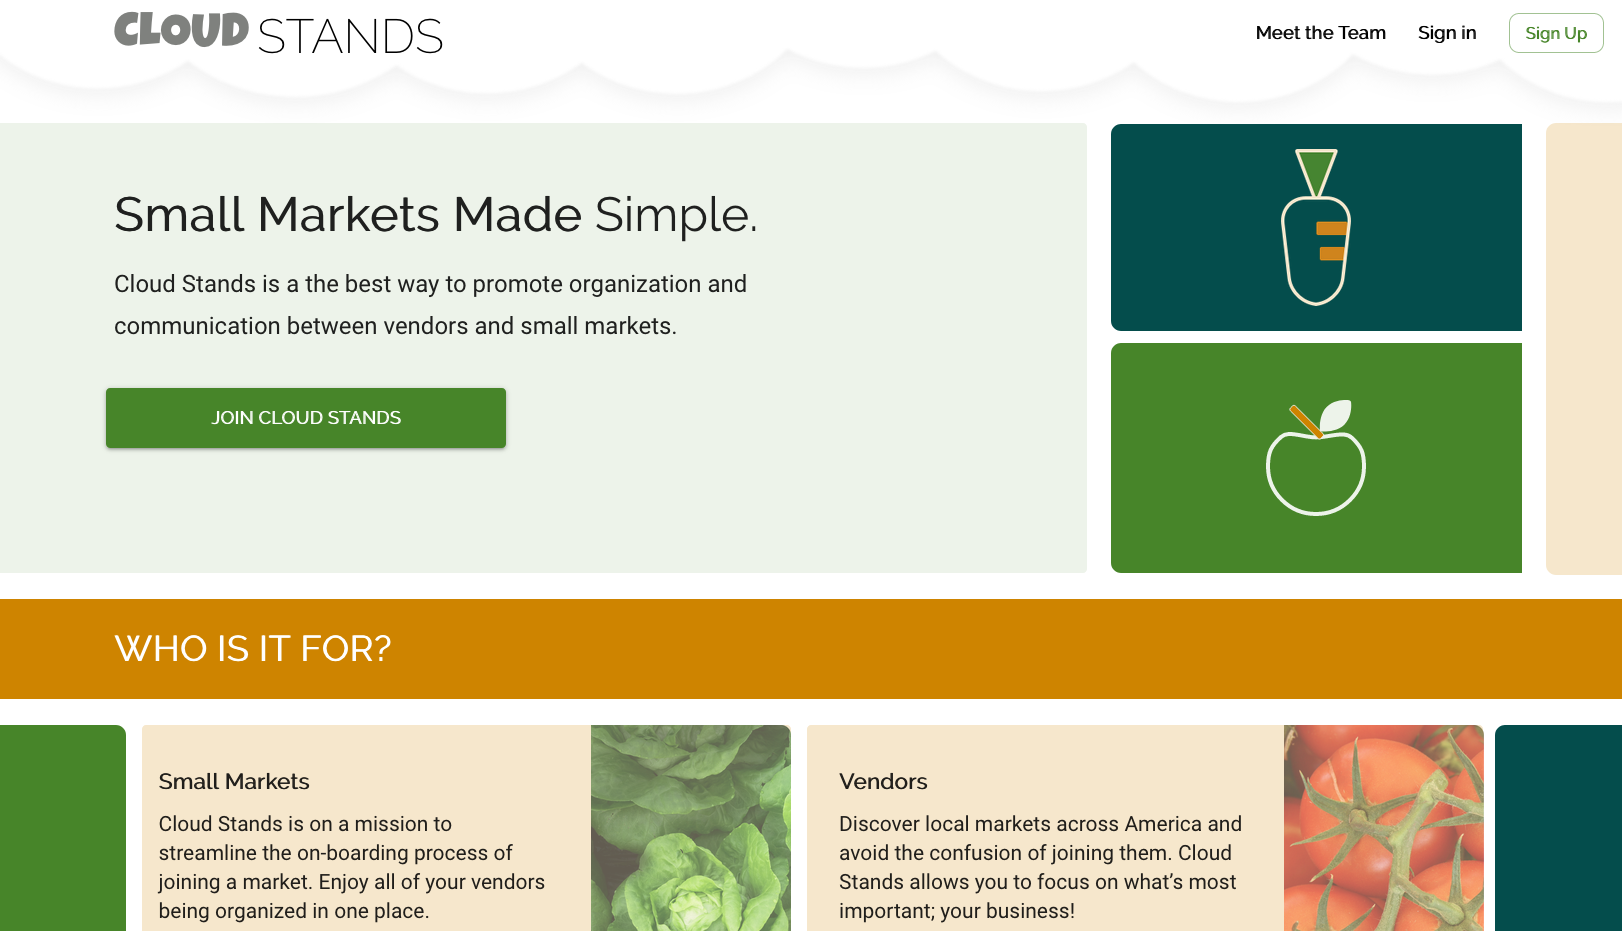 CLOUD STANDS
Meet the Team
Sign in
Sign Up
Small Markets Made Simple.
Cloud Stands is a the best way to promote organization and
communication between vendors and small markets.
JOIN CLOUD STANDS
WHO IS IT FOR?
Small Markets
Cloud Stands is on a mission to
streamline the on-boarding process of
joining a market. Enjoy all of your vendors
being organized in one place.
Vendors
Discover local markets across America and
avoid the confusion of joining them. Cloud
Stands allows you to focus on what’s most
important; your business!